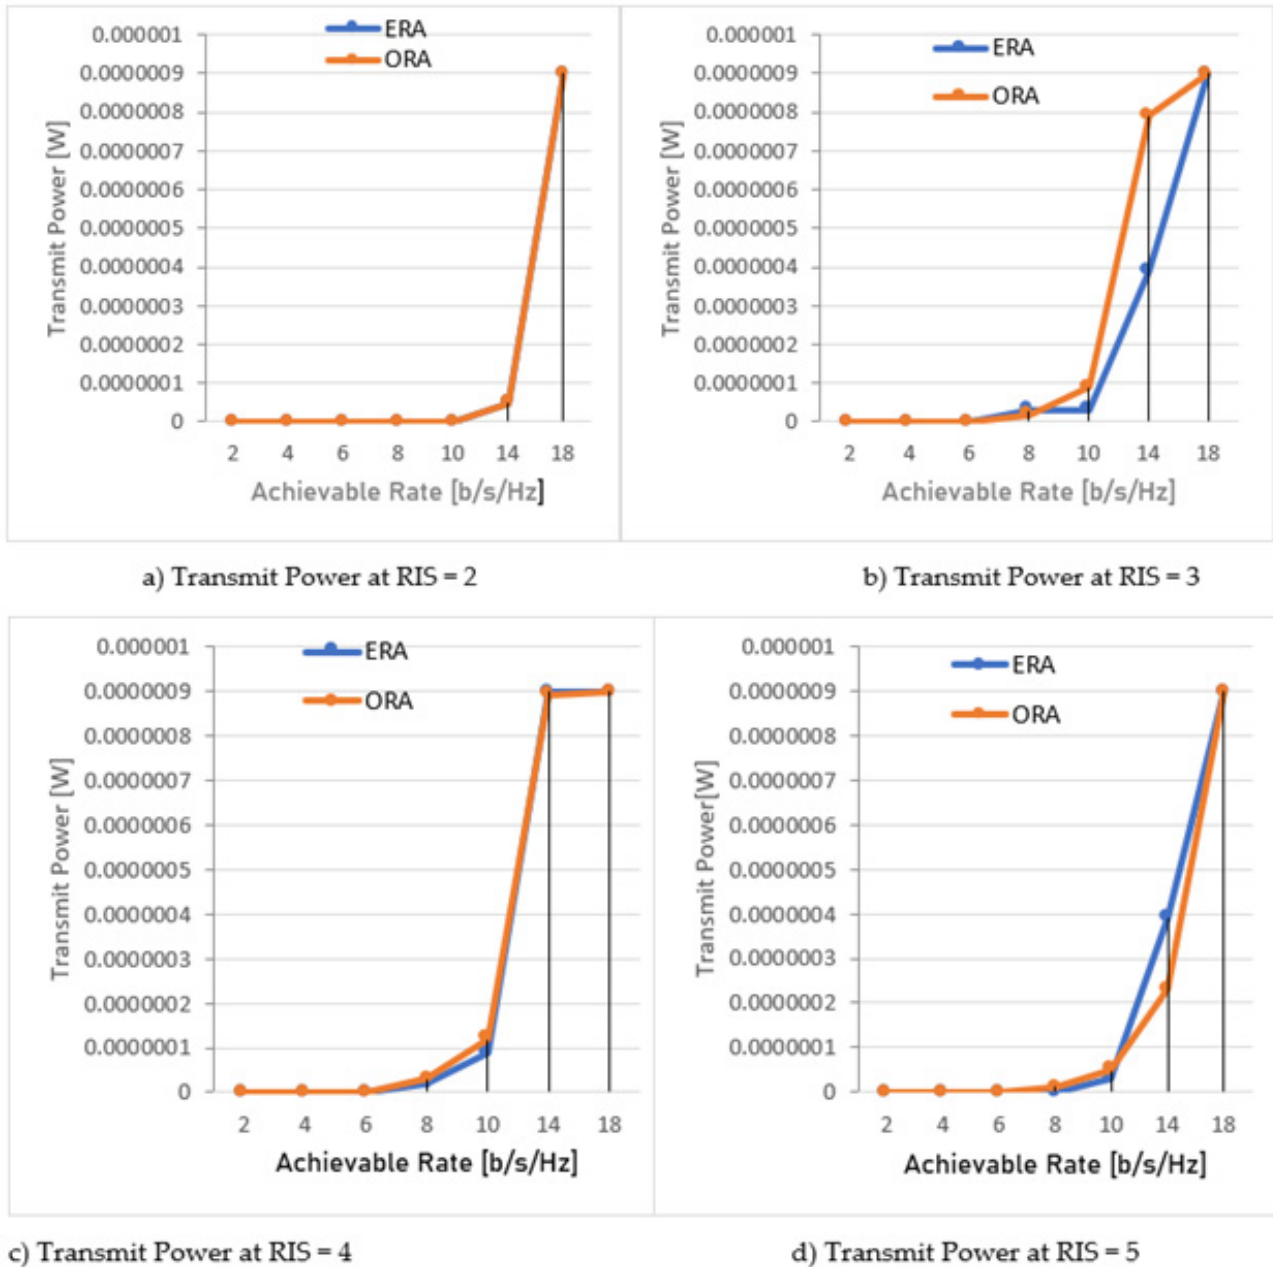 ERA
ORA
0.000001
0.0000009
0.0000008
0.0000007
0.0000006
0.0000005
0.0000004
0.0000003
0.0000002
0.0000001
0
Transmit Power [W]
2 4 6 8 10 14 18
Achievable Rate [b/s/Hz]
a) Transmit Power at RIS = 2
ERA
ORA
0.000001
0.0000009
0.0000008
0.0000007
0.0000006
0.0000005
0.0000004
0.0000003
0.0000002
0.0000001
0
Transmit Power [W]
2 4 6 8 10 14 18
Achievable Rate [b/s/Hz]
b) Transmit Power at RIS = 3
ERA
ORA
0.000001
0.0000009
0.0000008
0.0000007
0.0000006
0.0000005
0.0000004
0.0000003
0.0000002
0.0000001
0
Transmit Power [W]
2 4 6 8 10 14 18
Achievable Rate [b/s/Hz]
c) Transmit Power at RIS = 4
ERA
ORA
0.000001
0.0000009
0.0000008
0.0000007
0.0000006
0.0000005
0.0000004
0.0000003
0.0000002
0.0000001
0
Transmit Power[W]
2 4 6 8 10 14 18
Achievable Rate [b/s/Hz]
d) Transmit Power at RIS = 5